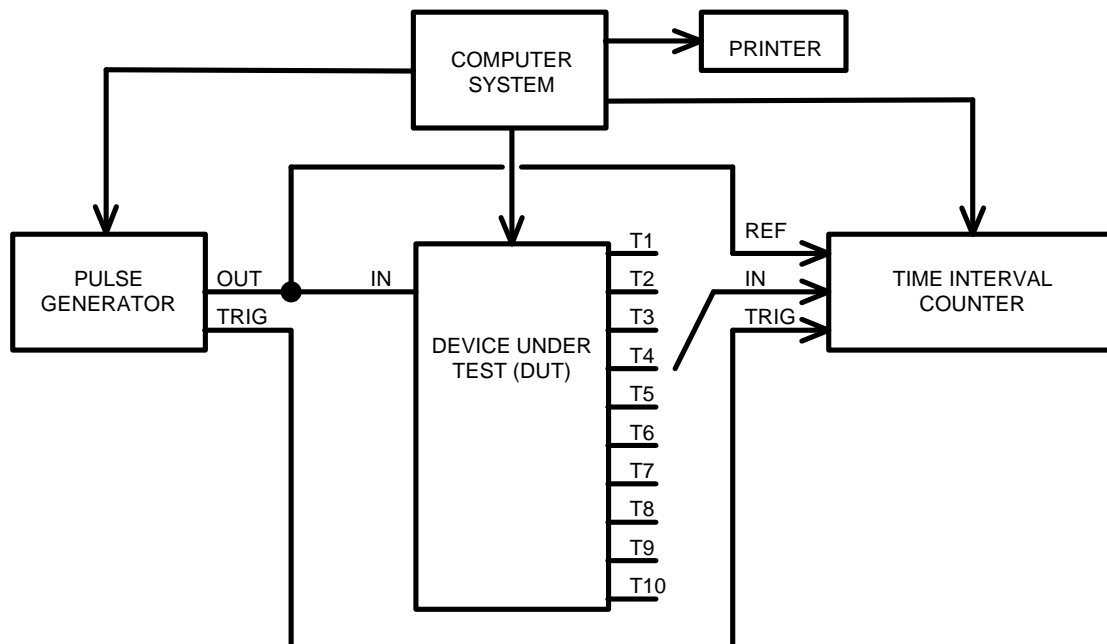 COMPUTER
SYSTEM
PRINTER
PULSE
GENERATOR
OUT
TRIG
IN
DEVICE UNDER
TEST (DUT)
T1
T2
T3
T4
T5
T6
T7
T8
T9
T10
REF
IN
TRIG
TIME INTERVAL
COUNTER